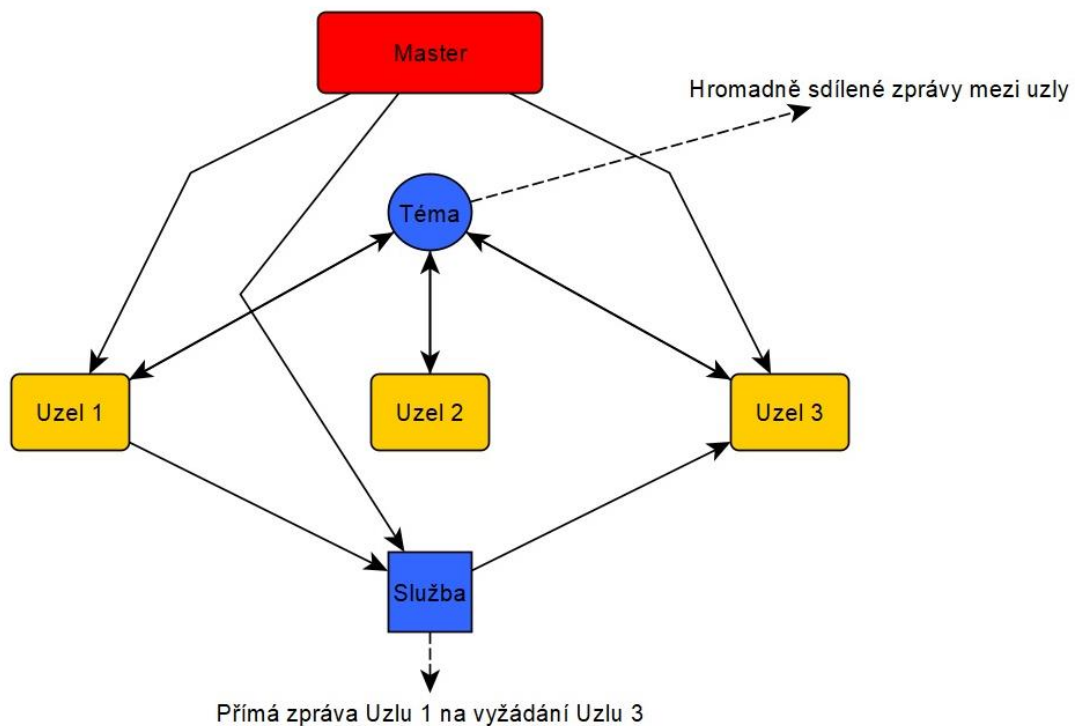 Master
Hromadně sdílené zprávy mezi uzly
Téma
Uzel 1
Uzel 2
Uzel 3
Služba
Přímá zpráva Uzlu 1 na vyžádání Uzlu 3